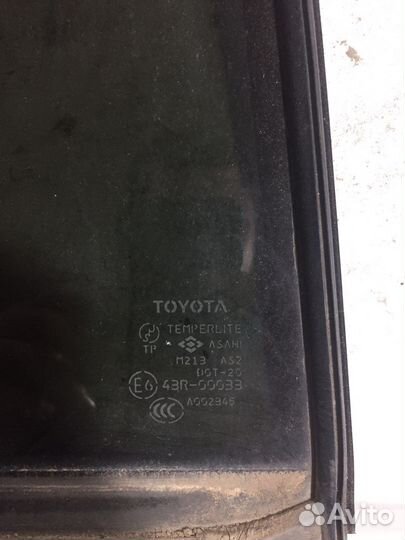 TOYOTA
TEMPERLITE
TP ASAHI
M213 AS2
DOT-20
E6 43R-00033
CCC
A002345
Avito